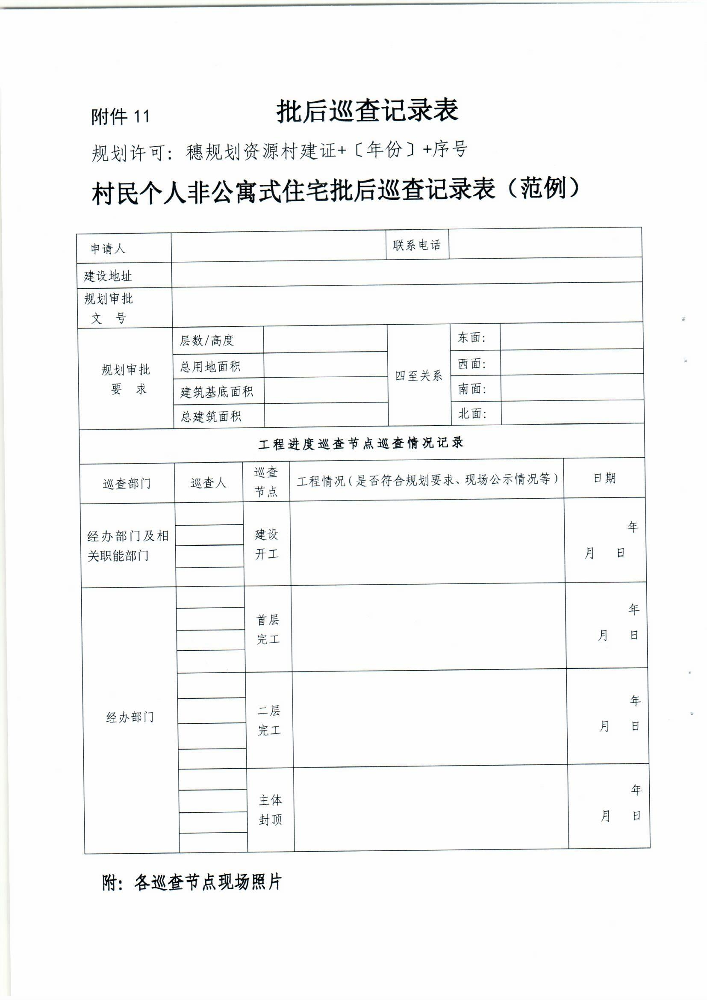 附件 11
批后巡查记录表
规划许可：穗规划资源村建证+〔年份〕+序号
村民个人非公寓式住宅批后巡查记录表（范例）
申请人
联系电话
建设地址
规划审批
文 号
规划审批
要 求
层数/高度
总用地面积
建筑基底面积
总建筑面积
四至关系
东面：
西面：
南面：
北面：
工程进度巡查节点巡查情况记录
巡查部门
巡查人
巡查
节点
工程情况（是否符合规划要求、现场公示情况等）
日期
经办部门及相
关职能部门
建设
开工
年
月 日
经办部门
首层
完工
年
月 日
二层
完工
年
月 日
主体
封顶
年
月 日
附：各巡查节点现场照片